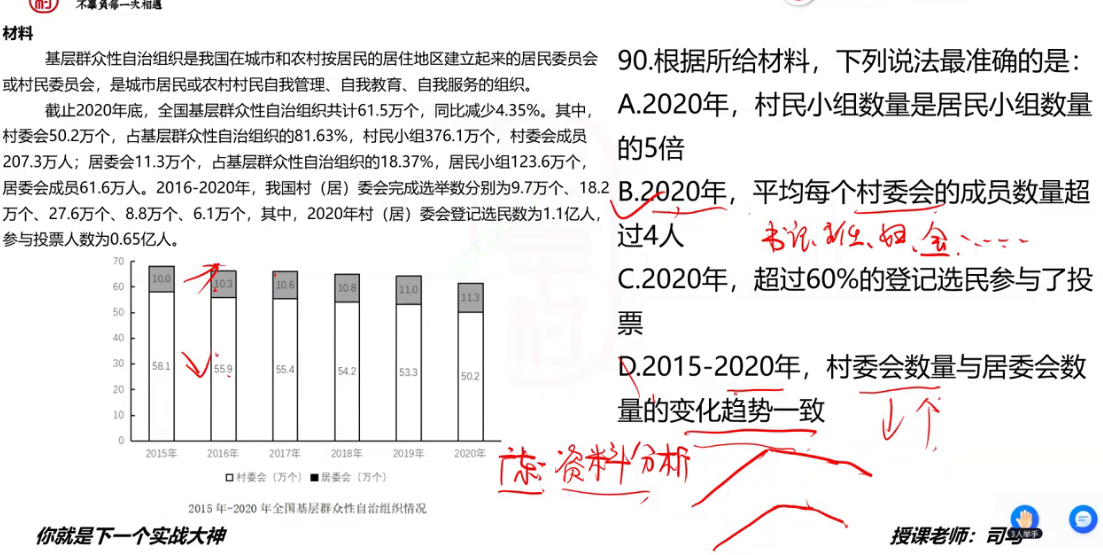 不辜负每一天相遇
材料
基层群众性自治组织是我国在城市和农村按居民的居住地区建立起来的居民委员会
或村民委员会，是城市居民或农村村民自我管理、自我教育、自我服务的组织。
截止2020年底，全国基层群众性自治组织共计61.5万个，同比减少4.35%。其中，
村委会50.2万个，占基层群众性自治组织的81.63%，村民小组376.1万个，村委会成员
207.3万人；居委会11.3万个，占基层群众性自治组织的18.37%，居民小组123.6万个，
居委会成员61.6万人。2016-2020年，我国村（居）委会完成选举数分别为9.7万个、18.2
万个、27.6万个、8.8万个、6.1万个，其中，2020年村（居）委会登记选民数为1.1亿人，
参与投票人数为0.65亿人。
70
60
50
40
30
20
10
0
10.0 10.3 10.6 10.8 11.0 11.3
58.1 55.9 55.4 54.2 53.3 50.2
2015年 2016年 2017年 2018年 2019年 2020年
村委会（万个） 居委会（万个）
2015年-2020年全国基层群众性自治组织情况
你就是下一个实战大神
90.根据所给材料，下列说法最准确的是：
A.2020年，村民小组数量是居民小组数量
的5倍
B.2020年，平均每个村委会的成员数量超
过4人
书记
C.2020年，超过60%的登记选民参与了投
票
D.2015-2020年，村委会数量与居委会数
量的变化趋势一致
资料分析
授课老师：司马
3人举手